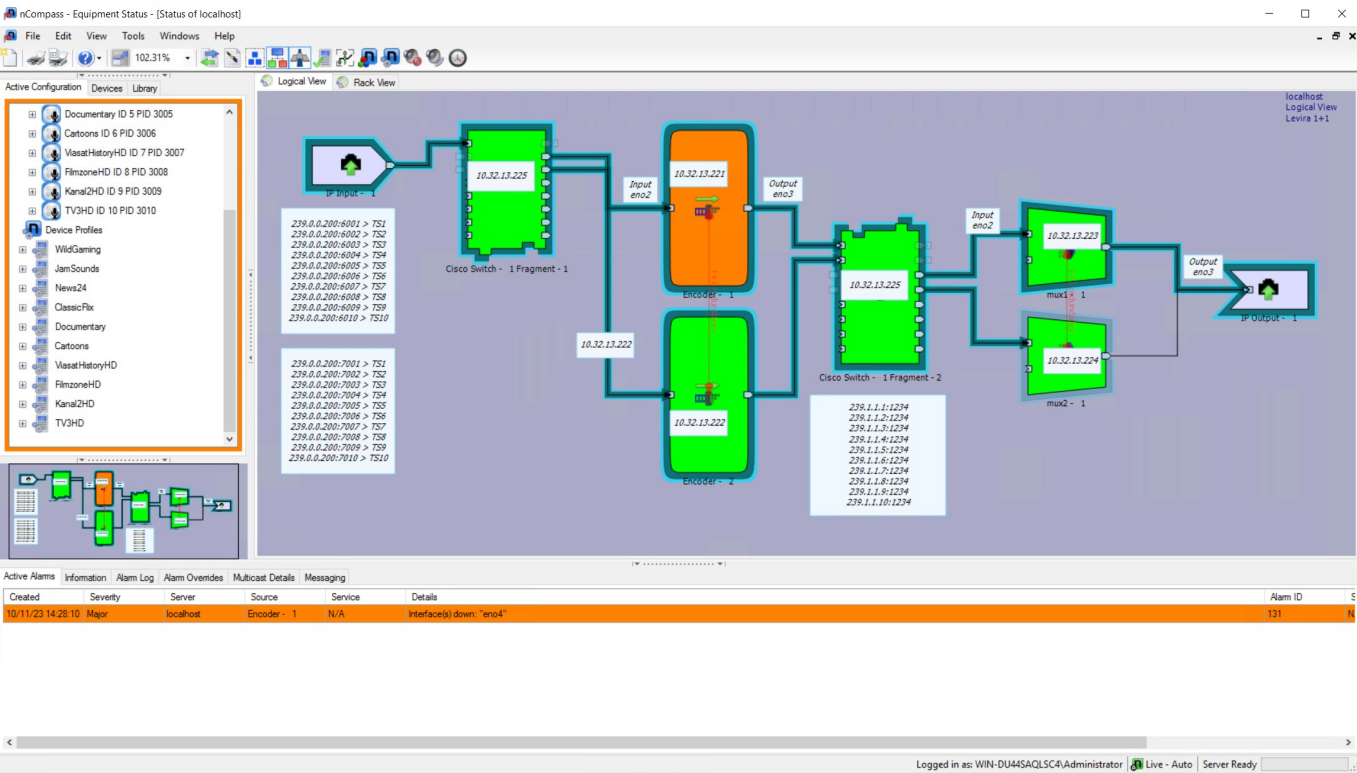 nCompass - Equipment Status - [Status of localhost]
File Edit View Tools Windows Help
102.31%
Active Configuration Devices Library
Documentary ID 5 PID 3005
Cartoons ID 6 PID 3006
ViasatHistoryHD ID 7 PID 3007
FilmzoneHD ID 8 PID 3008
Kanal2HD ID 9 PID 3009
TV3HD ID 10 PID 3010
Device Profiles
WildGaming
JamSounds
News24
ClassicFlix
Documentary
Cartoons
ViasatHistoryHD
FilmzoneHD
Kanal2HD
TV3HD
Logical View Rack View
localhost
Logical View
Levira 1+1
IP Input - 1
239.0.0.200:6001 > TS1
239.0.0.200:6002 > TS2
239.0.0.200:6003 > TS3
239.0.0.200:6004 > TS4
239.0.0.200:6005 > TS5
239.0.0.200:6006 > TS6
239.0.0.200:6007 > TS7
239.0.0.200:6008 > TS8
239.0.0.200:6009 > TS9
239.0.0.200:6010 > TS10
239.0.0.200:7001 > TS1
239.0.0.200:7002 > TS2
239.0.0.200:7003 > TS3
239.0.0.200:7004 > TS4
239.0.0.200:7005 > TS5
239.0.0.200:7006 > TS6
239.0.0.200:7007 > TS7
239.0.0.200:7008 > TS8
239.0.0.200:7009 > TS9
239.0.0.200:7010 > TS10
10.32.13.225
Cisco Switch - 1 Fragment - 1
Input
eno2
10.32.13.222
10.32.13.221
Encoder - 1
10.32.13.222
Encoder - 2
Output
eno3
10.32.13.225
Cisco Switch - 1 Fragment - 2
239.1.1.1:1234
239.1.1.2:1234
239.1.1.3:1234
239.1.1.4:1234
239.1.1.5:1234
239.1.1.6:1234
239.1.1.7:1234
239.1.1.8:1234
239.1.1.9:1234
239.1.1.10:1234
Input
eno2
10.32.13.223
mux1 - 1
10.32.13.224
mux2 - 1
Output
eno3
IP Output - 1
Active Alarms Information Alarm Log Alarm Overrides Multicast Details Messaging
Created Severity Server Source Service Details Alarm ID S
10/11/23 14:28:10 Major localhost Encoder - 1 N/A Interface(s) down: "eno4" 131 N
Logged in as: WIN-DU44SAQLSC4\Administrator Live - Auto Server Ready